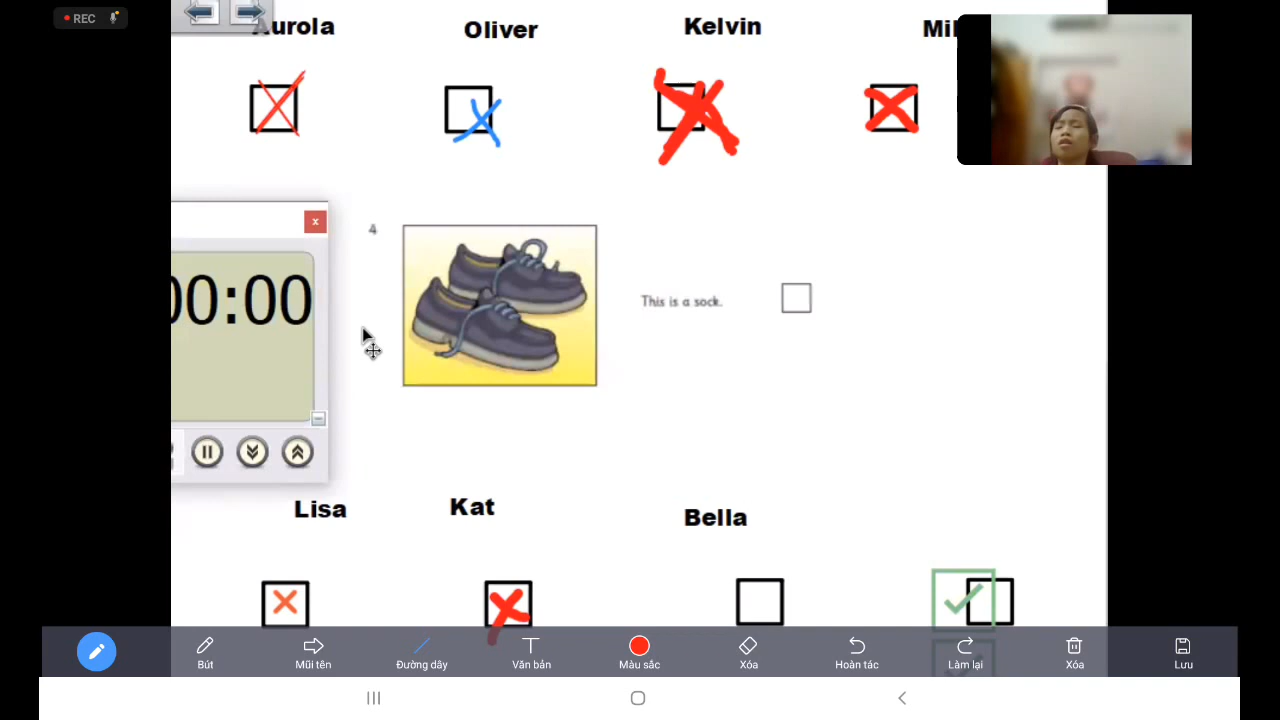 REC
Aurola
Oliver
Kelvin
00:00
4
This is a sock.
Lisa
Kat
Bella
Bút
Mũi tên
Đường dây
Văn bản
Màu sắc
Xóa
Hoàn tác
Làm lại
Xóa
Lưu